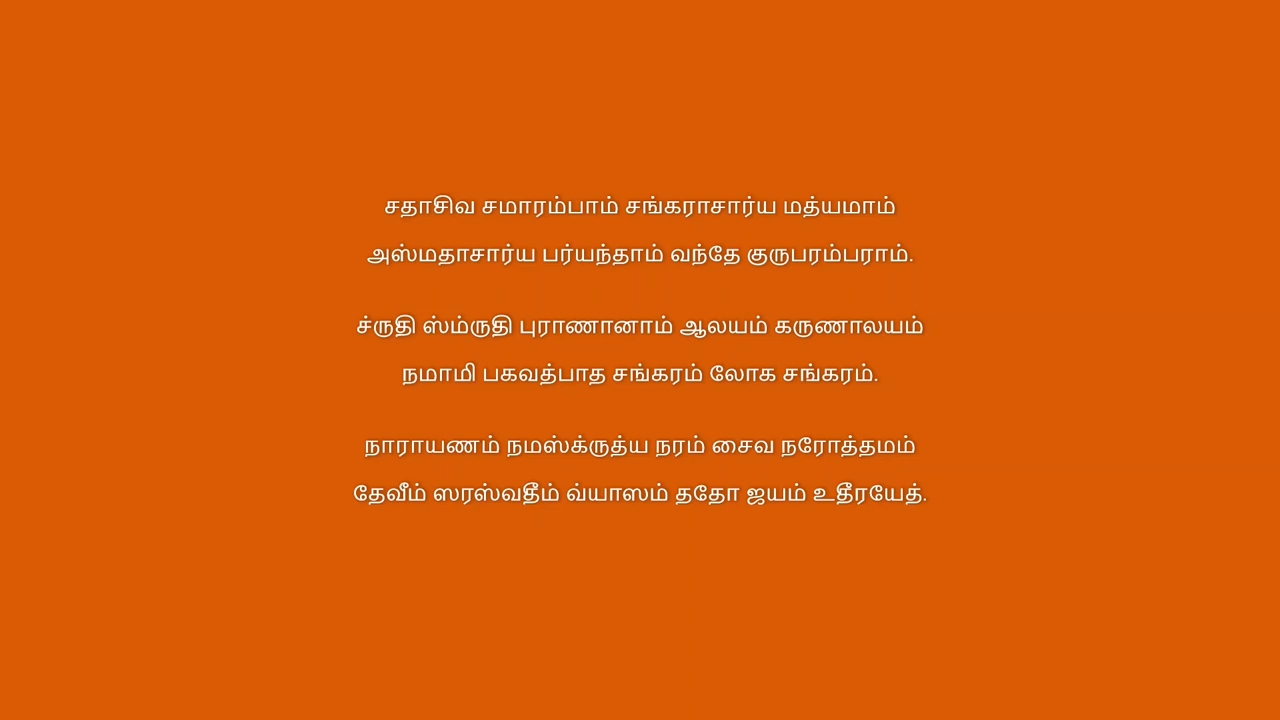 சதாசிவ சமாரம்பாம் சங்கராசார்ய மத்யமாம்
அஸ்மதாசார்ய பர்யந்தாம் வந்தே குருபரம்பராம்.
ச்ருதி ஸ்ம்ருதி புராணானாம் ஆலயம் கருணாலயம்
நமாமி பகவத்பாத சங்கரம் லோக சங்கரம்.
நாராயணம் நமஸ்க்ருத்ய நரம் சைவ நரோத்தமம்
தேவீம் ஸரஸ்வதீம் வ்யாஸம் ததோ ஜயம் உதீரயேத்.